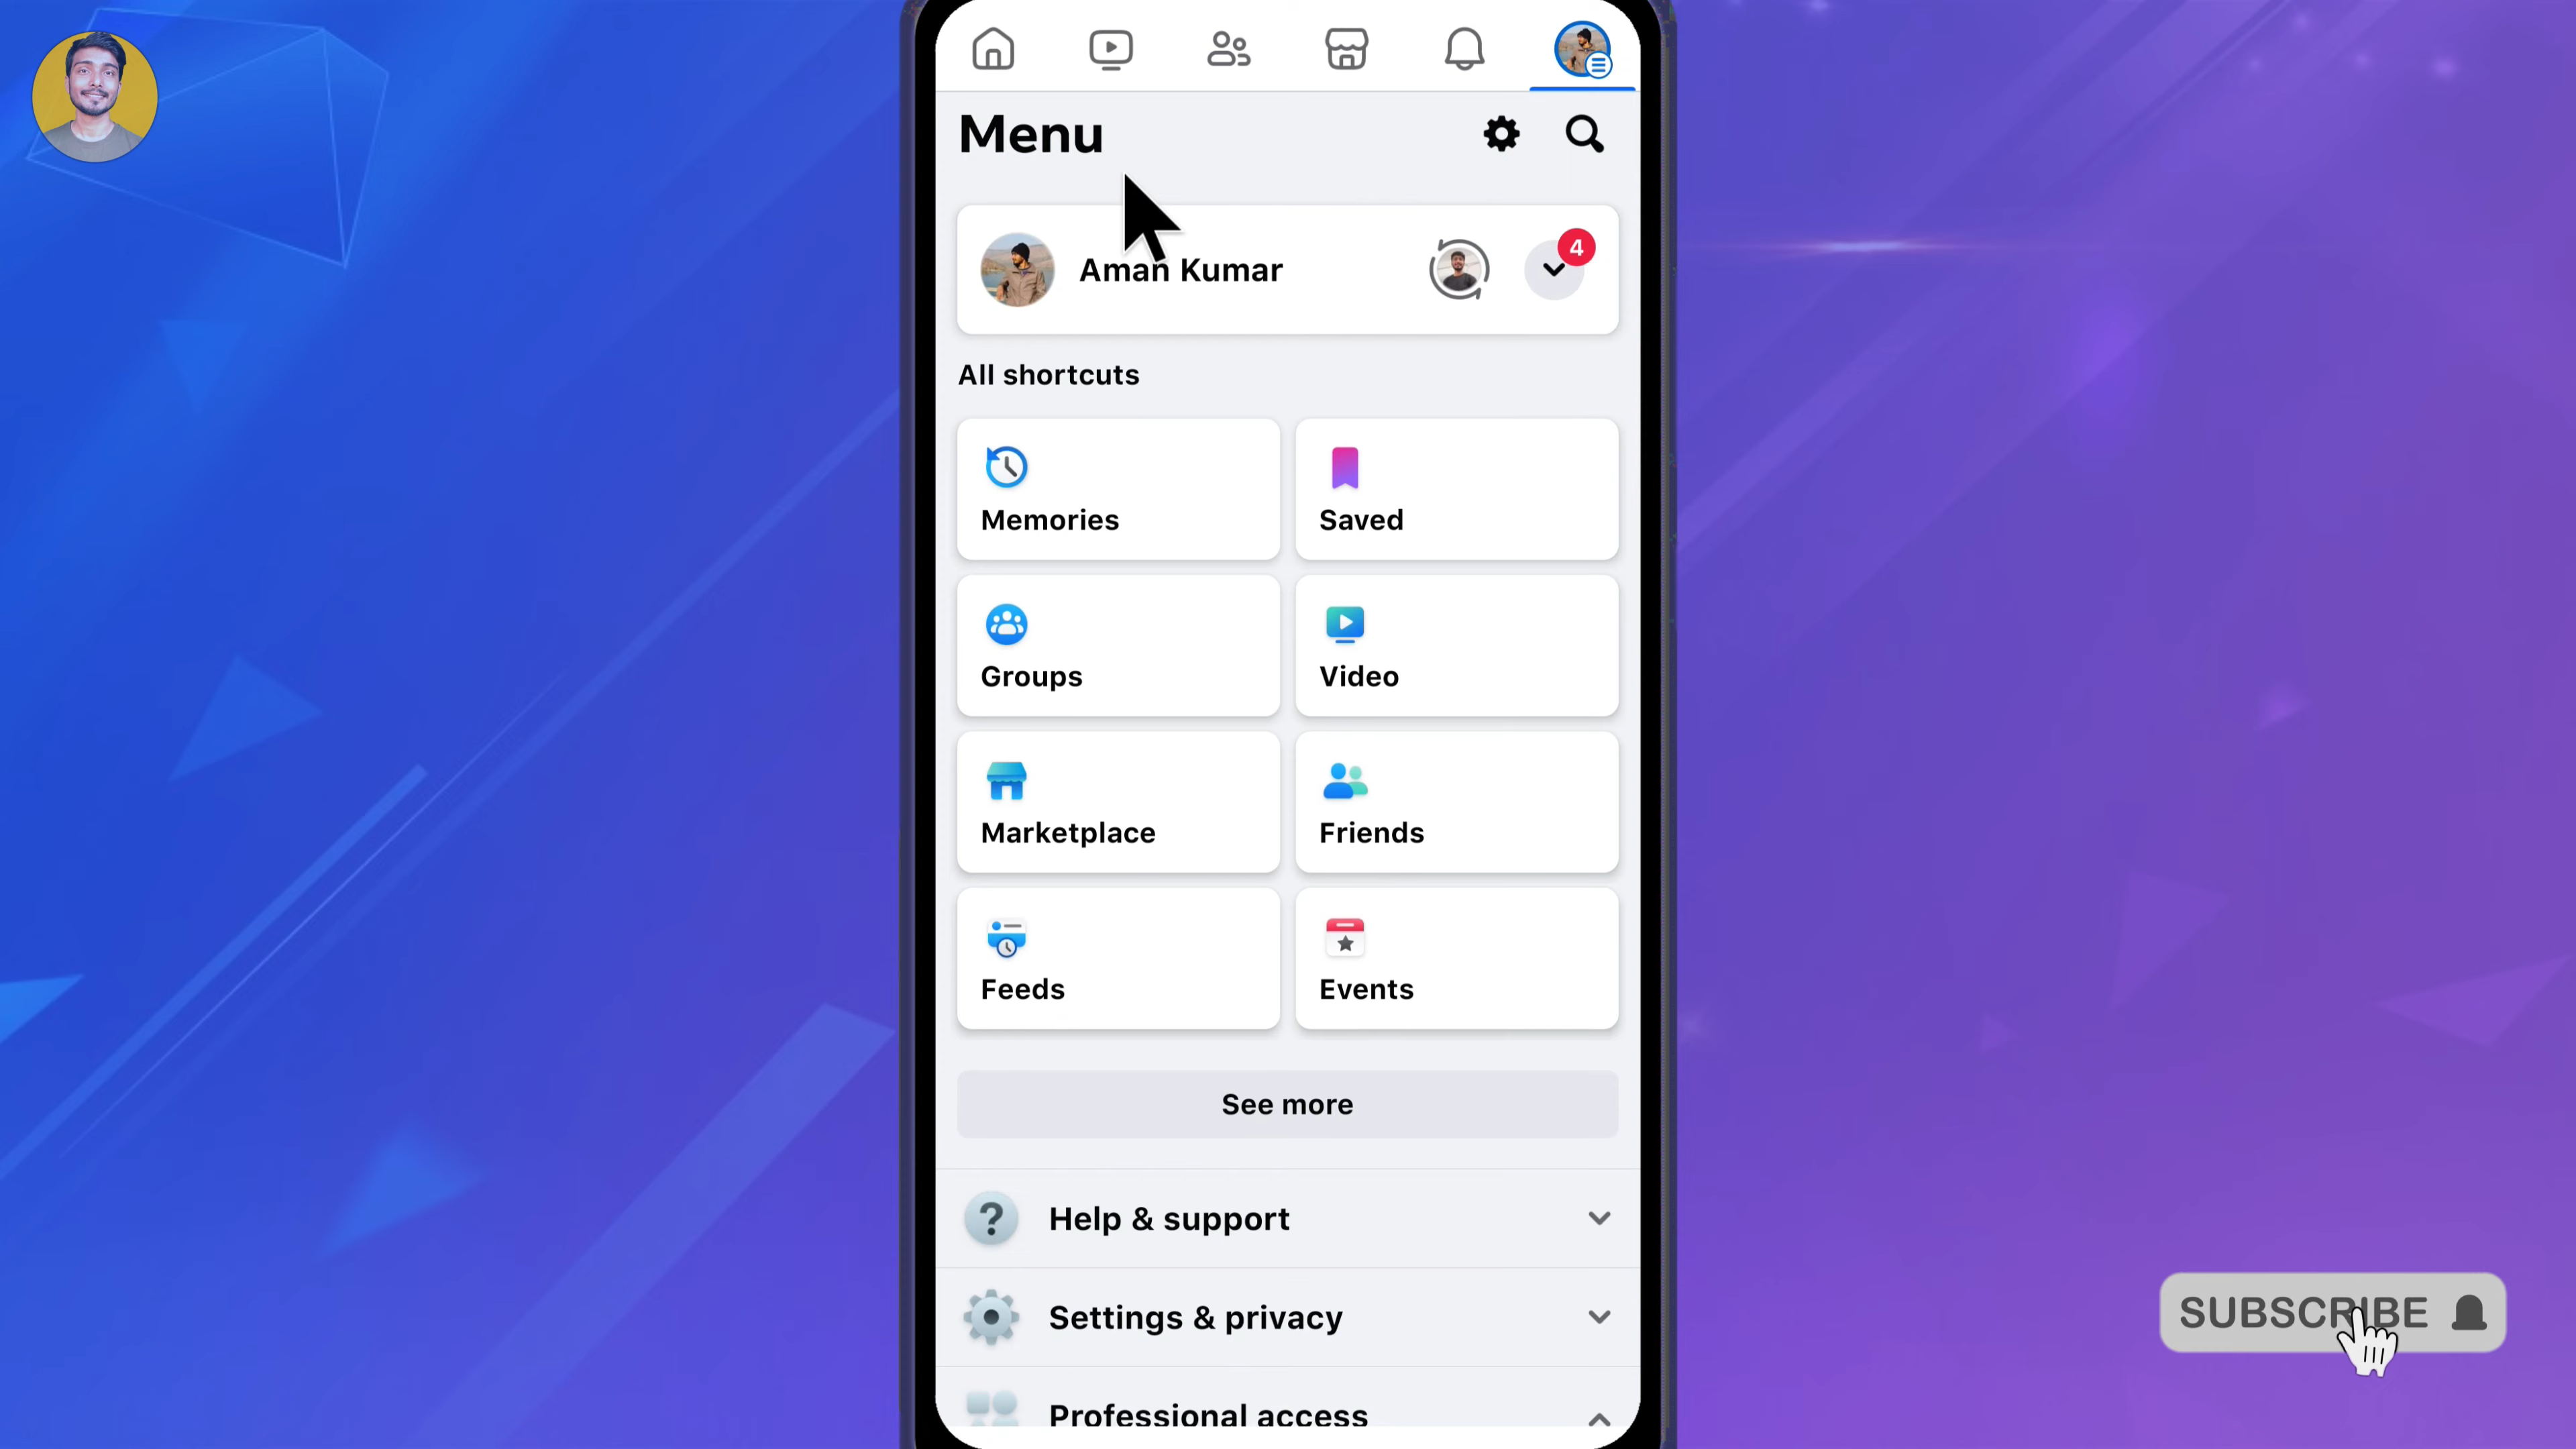 Menu
4
Aman Kumar
All shortcuts
Memories
Saved
Groups
Video
Marketplace
Friends
Feeds
Events
See more
Help & support
Settings & privacy
Professional access
SUBSCRIBE